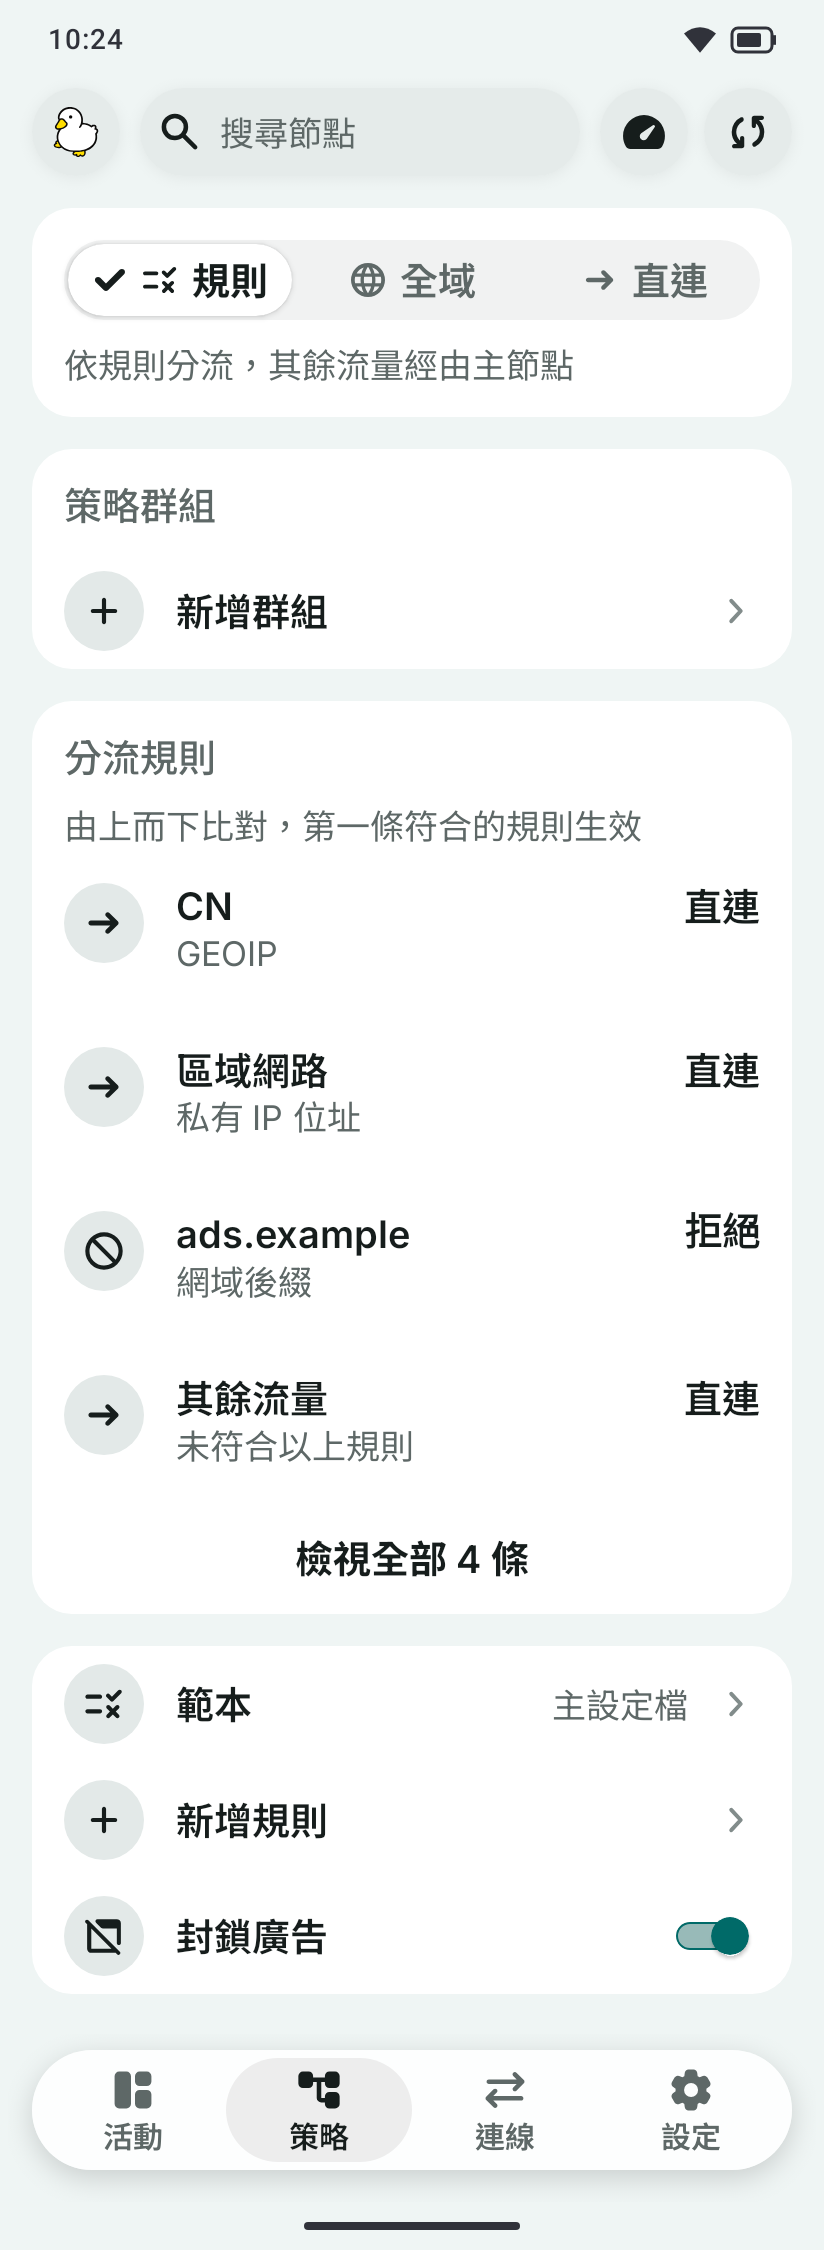 10:24
搜尋節點
規則
全域
直連
依規則分流，其餘流量經由主節點
策略群組
新增群組
分流規則
由上而下比對，第一條符合的規則生效
CN
直連
GEOIP
區域網路
直連
私有 IP 位址
ads.example
拒絕
網域後綴
其餘流量
直連
未符合以上規則
檢視全部 4 條
範本
主設定檔
新增規則
封鎖廣告
活動
策略
連線
設定